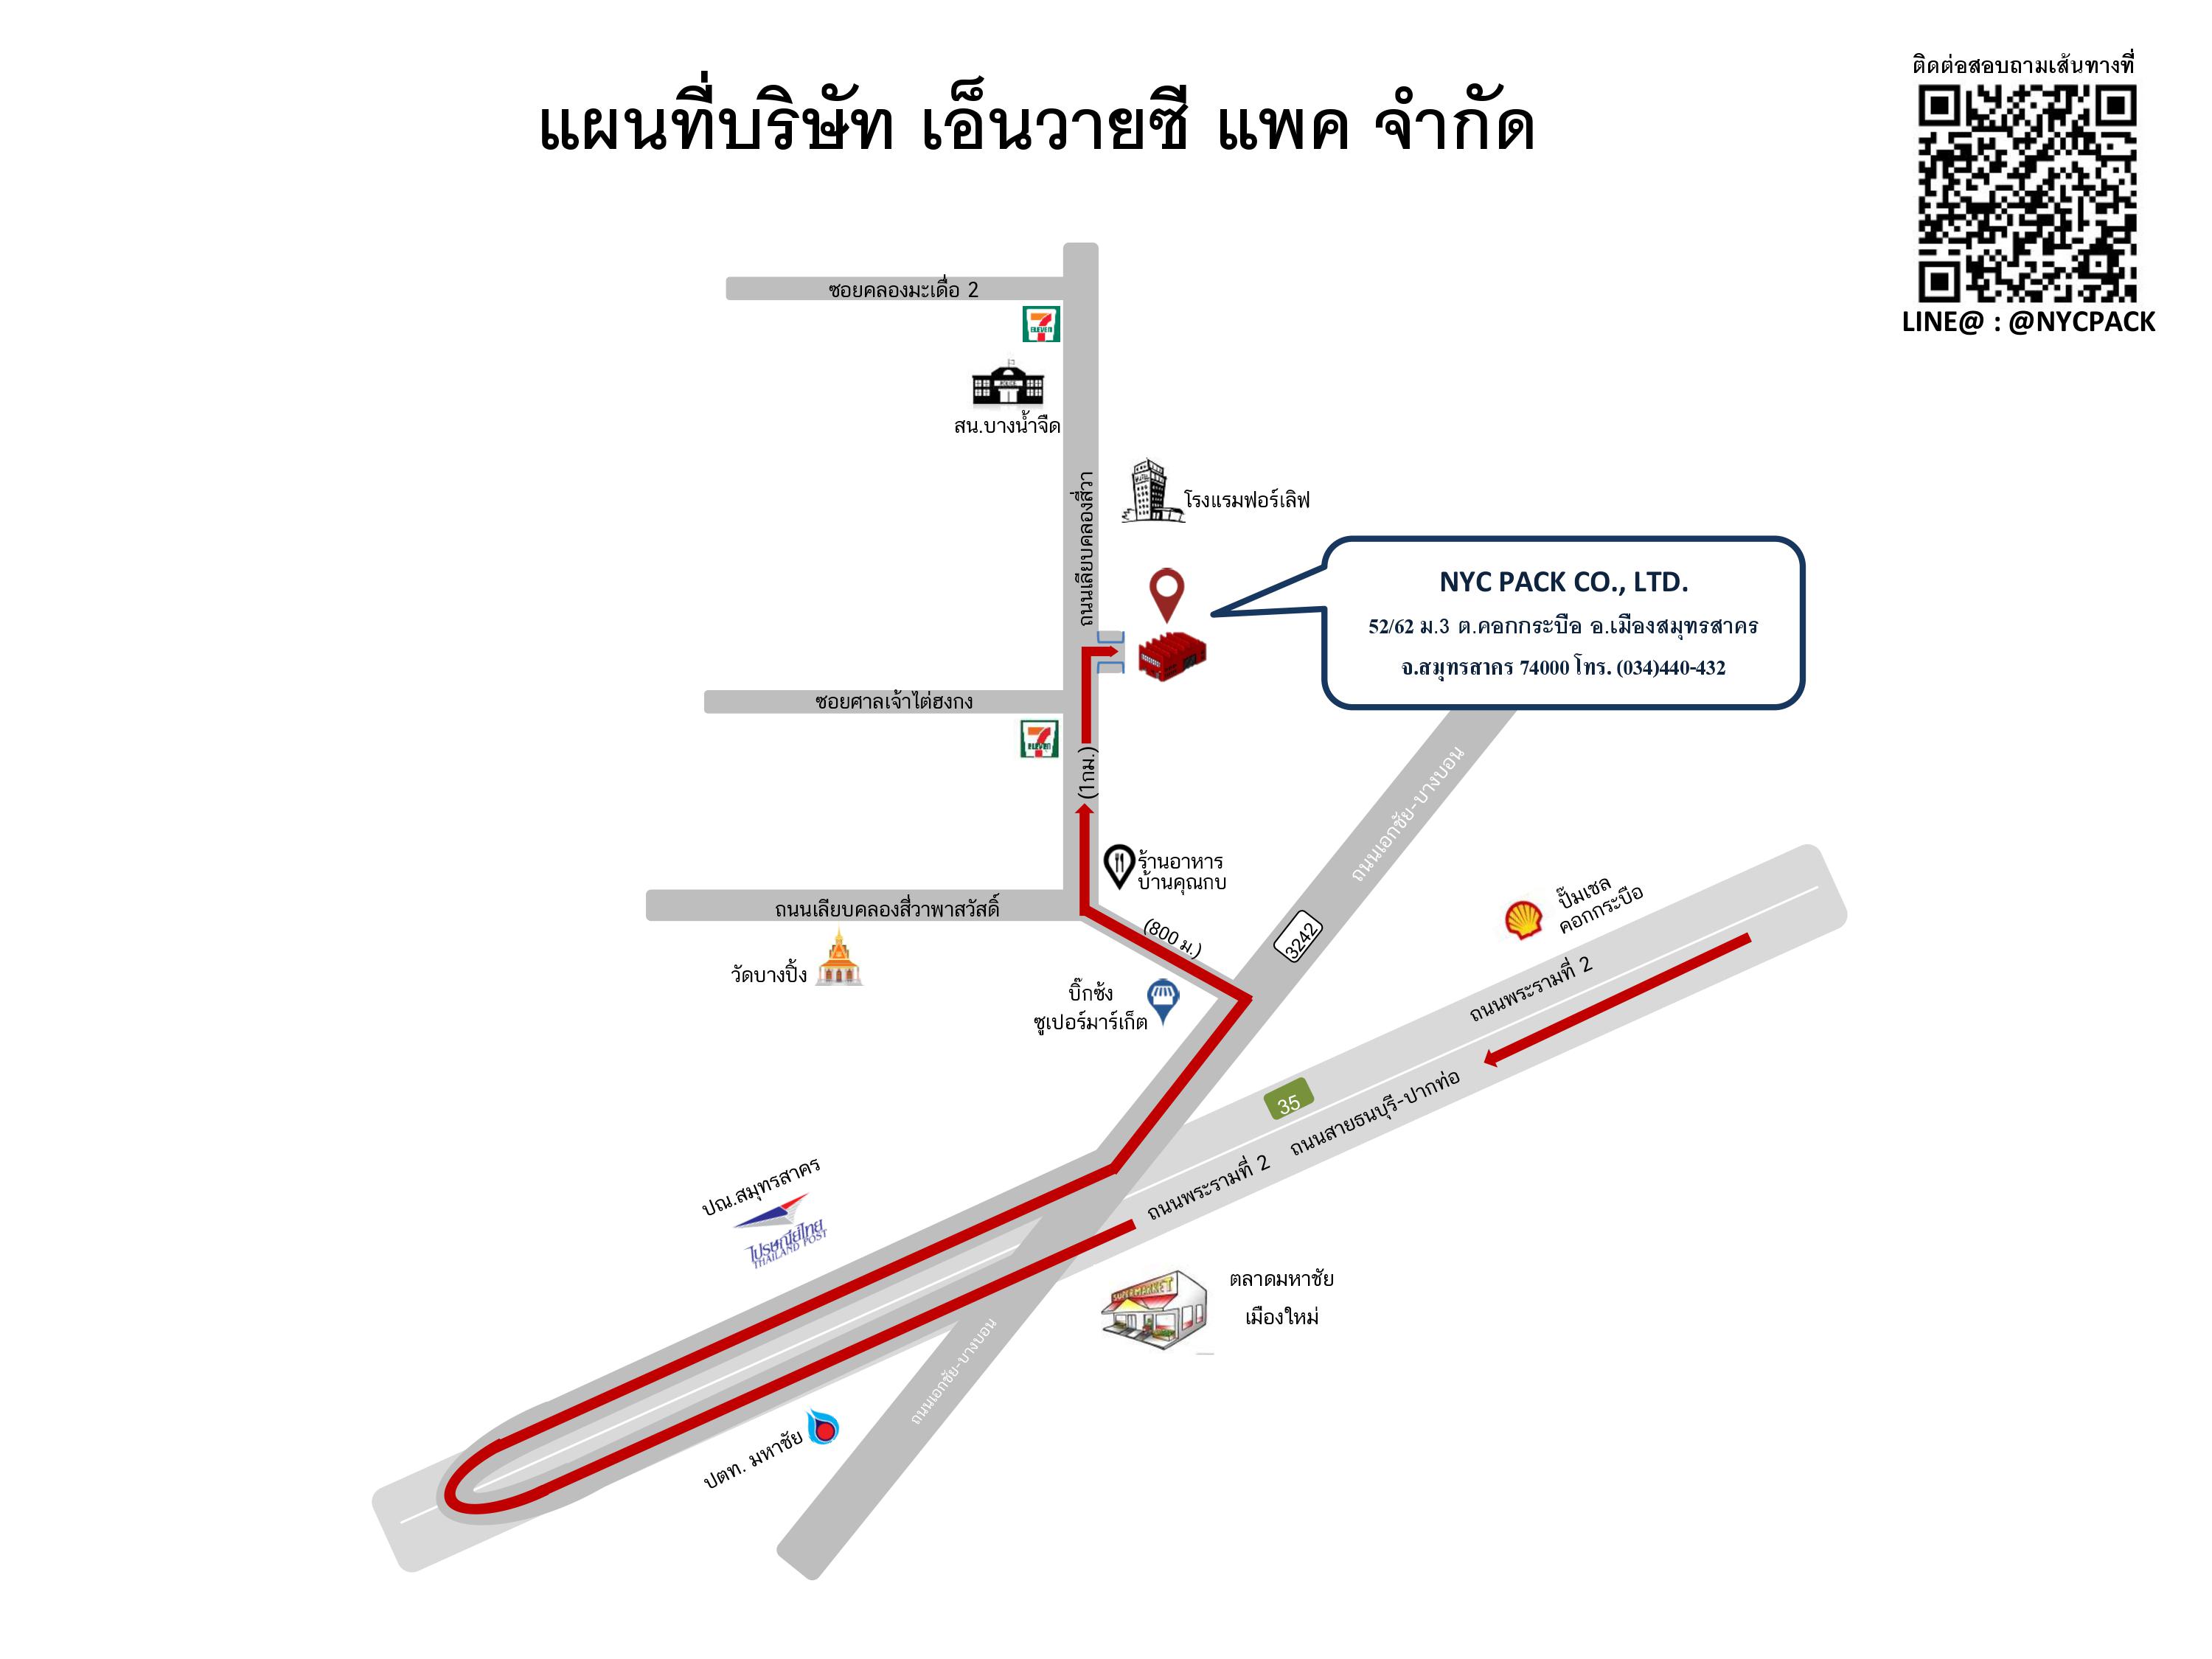 ติดต่อสอบถามเส้นทางที่
แผนที่บริษัท เอ็นวายซี แพค จำกัด
LINE@ : @NYCPACK
ซอยคลองมะเดื่อ 2
7
ELEVEN
POLICE
สน.บางน้ำจืด
ถนนเลียบคลองสี่วา
โรงแรมฟอร์เลิฟ
NYC PACK CO., LTD.
52/62 ม.3 ต.คอกกระบือ อ.เมืองสมุทรสาคร
จ.สมุทรสาคร 74000 โทร. (034)440-432
ซอยศาลเจ้าไต่ฮงกง
7
ELEVEN
(1กม.)
ถนนเอกชัย-บางบอน
ร้านอาหาร
บ้านคุณกบ
ถนนเลียบคลองสี่วาพาสวัสดิ์
(800 ม.)
3242
ปั๊มเชล
คอกกระบือ
วัดบางปิ้ง
บิ๊กซ้ง
ซูเปอร์มาร์เก็ต
ถนนพระรามที่ 2
35
ถนนสายธนบุรี-ปากท่อ
ถนนพระรามที่ 2
ปณ.สมุทรสาคร
ไปรษณีย์ไทย
THAILAND POST
SUPERMARKET
ตลาดมหาชัย
เมืองใหม่
ถนนเอกชัย-บางบอน
ปตท. มหาชัย